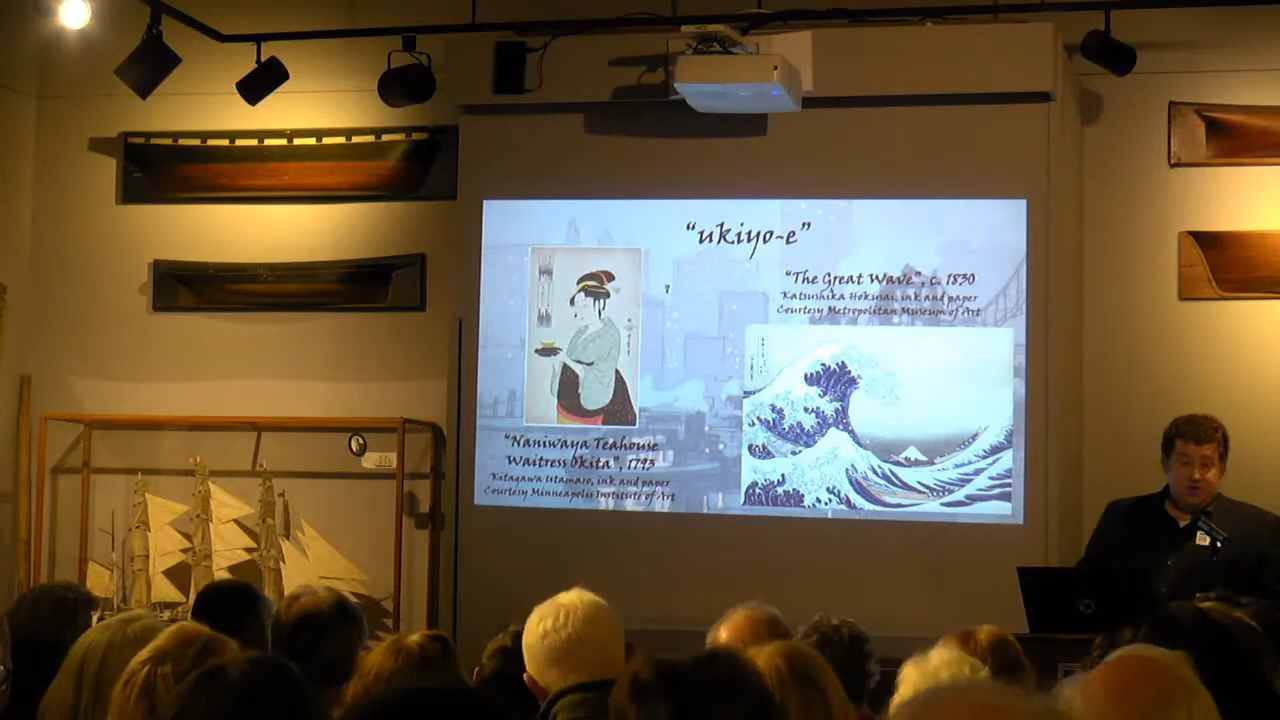 “ukiyo-e”
“The Great Wave”, c. 1830
Katsushika Hokusai, ink and paper
Courtesy Metropolitan Museum of Art
“Naniwaya Teahouse
Waitress Okita”, 1793
Kitagawa Utamaro, ink and paper
Courtesy Minneapolis Institute of Art